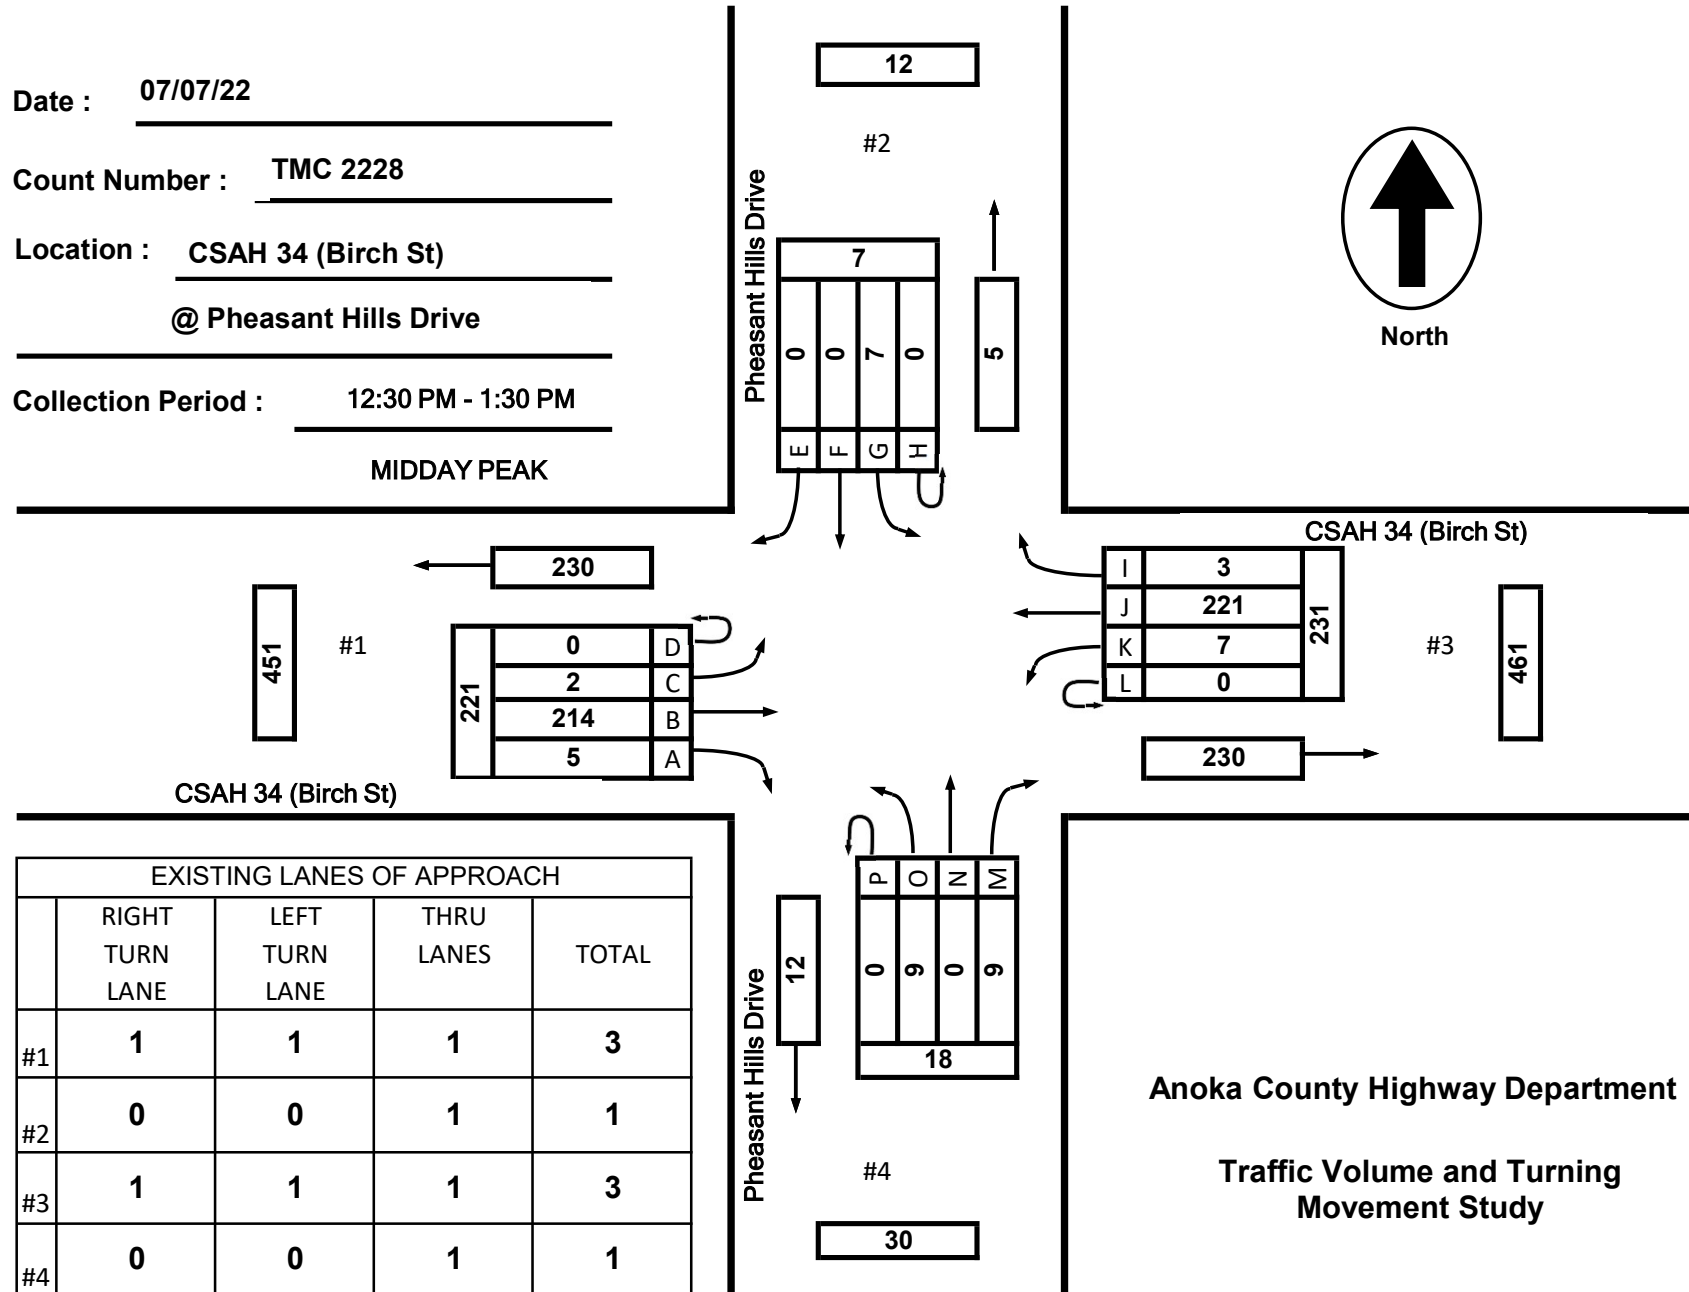 Date : 07/07/22
Count Number : TMC 2228
Location : CSAH 34 (Birch St)
@ Pheasant Hills Drive
Collection Period : 12:30 PM - 1:30 PM
MIDDAY PEAK
12
#2
Pheasant Hills Drive
7
0 0 7 0
E F G H
5
North
CSAH 34 (Birch St)
230
451
#1
221
0 D
2 C
214 B
5 A
CSAH 34 (Birch St)
I 3
J 221
K 7
L 0
231
#3
461
230
P O N M
0 9 0 9
18
12
Pheasant Hills Drive
#4
30
EXISTING LANES OF APPROACH
RIGHT LEFT THRU
TURN TURN LANES TOTAL
LANE LANE
#1 1 1 1 3
#2 0 0 1 1
#3 1 1 1 3
#4 0 0 1 1
Anoka County Highway Department
Traffic Volume and Turning
Movement Study